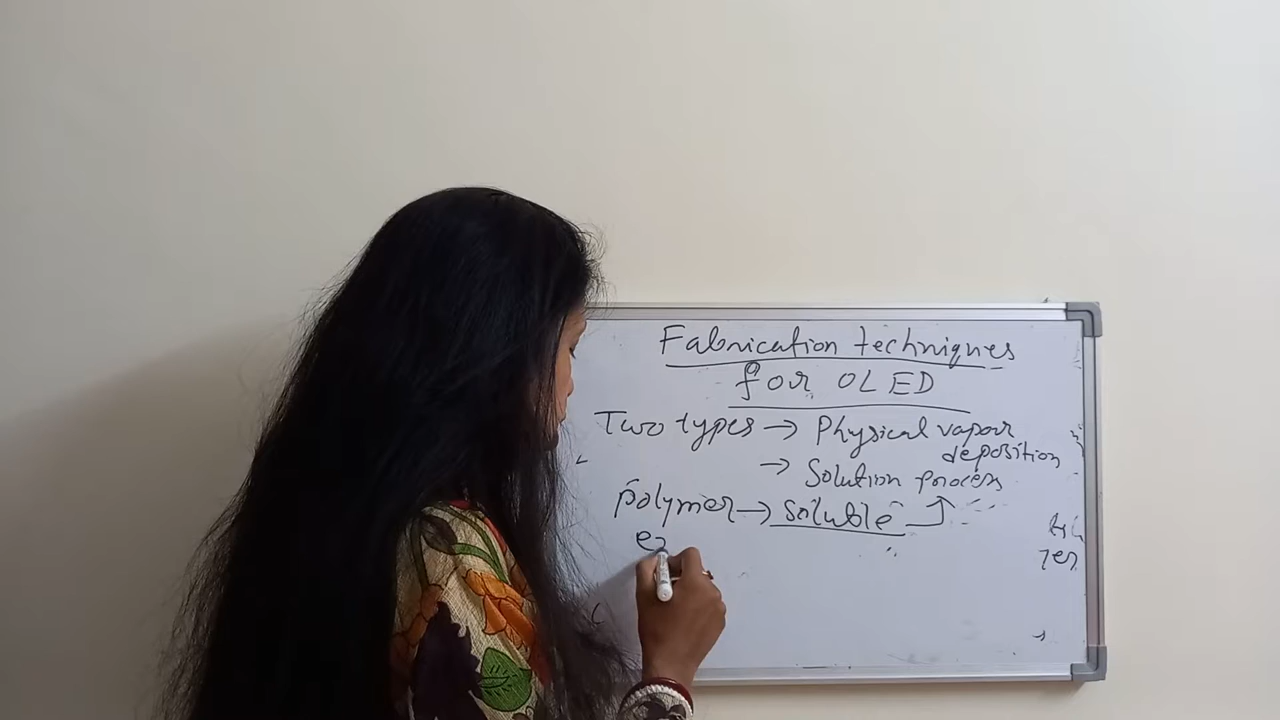 Fabrication techniques
for OLED
Two types → Physical vapour
deposition
→ Solution process
polymer → Soluble